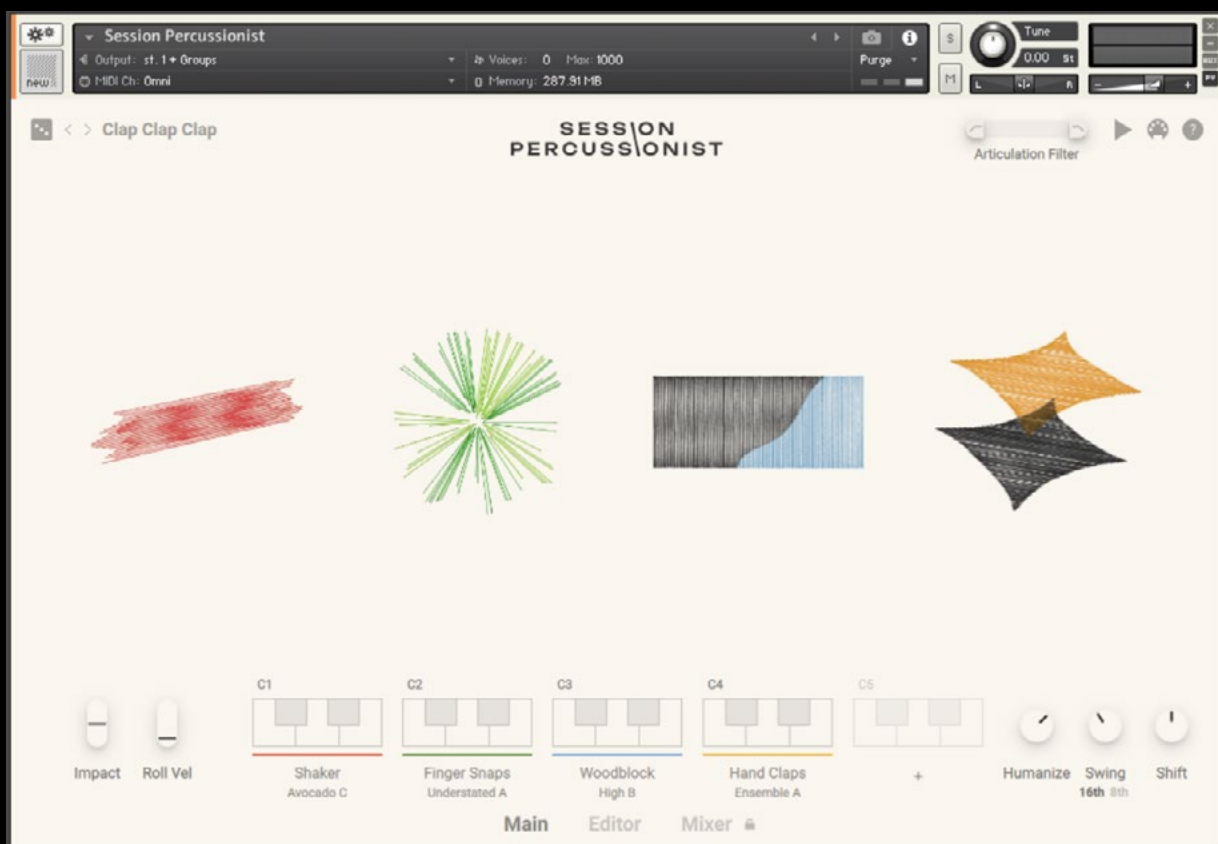 Session Percussionist
Output: st. 1 + Groups
Voices: 0 Max: 1000
Purge
MIDI Ch: Omni
Memory: 287.91 MB
new
S
M
Tune
0.00 st
L R
- +
AUX
PV
Clap Clap Clap
SESSION
PERCUSSIONIST
Articulation Filter
?
C1 C2 C3 C4 C5
Impact
Roll Vel
Shaker
Avocado C
Finger Snaps
Understated A
Woodblock
High B
Hand Claps
Ensemble A
+
Humanize
Swing
16th 8th
Shift
Main Editor Mixer